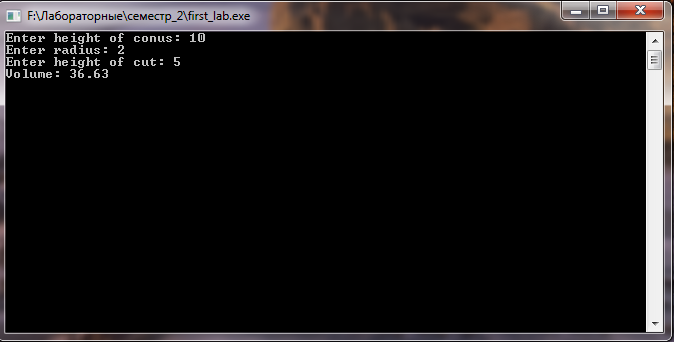 F:\Лабораторные\семестр_2\first_lab.exe
Enter height of conus: 10
Enter radius: 2
Enter height of cut: 5
Volume: 36.63